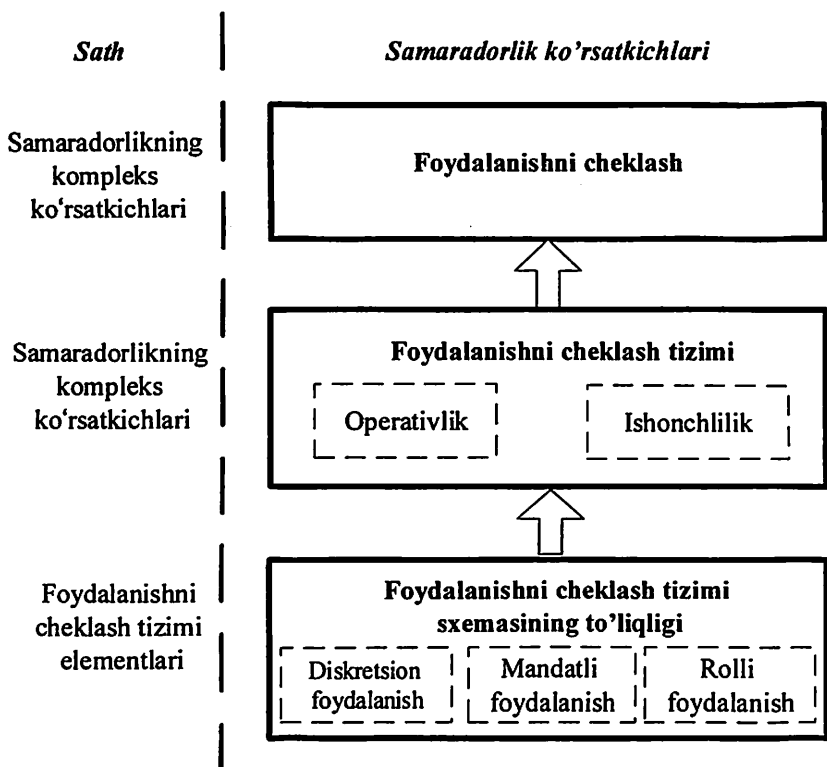 Sath
Samaradorlik ko'rsatkichlari
Samaradorlikning
kompleks
ko‘rsatkichlari
Foydalanishni cheklash
Samaradorlikning
kompleks
ko‘rsatkichlari
Foydalanishni cheklash tizimi
Operativlik
Ishonchlilik
Foydalanishni
cheklash tizimi
elementlari
Foydalanishni cheklash tizimi
sxemasining to’liqligi
Diskretsion
foydalanish
Mandatli
foydalanish
Rolli
foydalanish